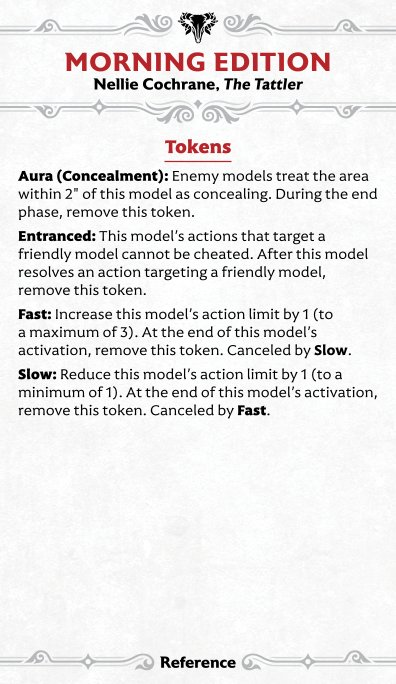 MORNING EDITION
Nellie Cochrane, The Tattler
Tokens
Aura (Concealment): Enemy models treat the area
within 2" of this model as concealing. During the end
phase, remove this token.
Entranced: This model's actions that target a
friendly model cannot be cheated. After this model
resolves an action targeting a friendly model,
remove this token.
Fast: Increase this model's action limit by 1 (to
a maximum of 3). At the end of this model's
activation, remove this token. Canceled by Slow.
Slow: Reduce this model's action limit by 1 (to a
minimum of 1). At the end of this model's activation,
remove this token. Canceled by Fast.
Reference